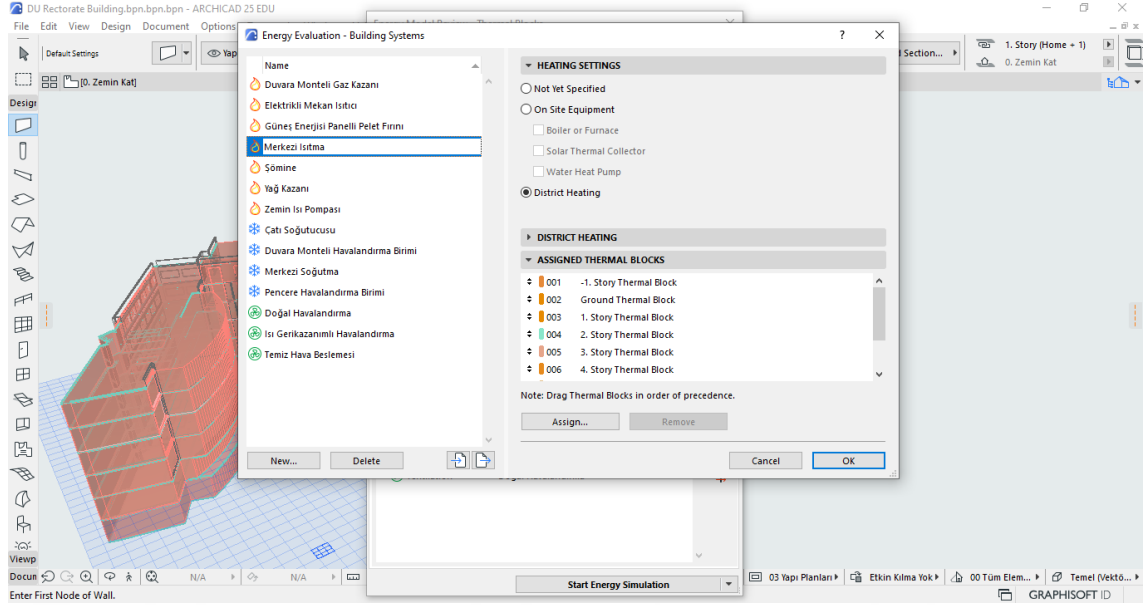 DU Rectorate Building.bpn.bpn.bpn - ARCHICAD 25 EDU
File Edit View Design Document Options
Default Settings
[0. Zemin Kat]
Section...
1. Story (Home + 1)
0. Zemin Kat
Energy Evaluation - Building Systems
?
Name
Duvara Monteli Gaz Kazanı
Elektrikli Mekan Isıtıcı
Güneş Enerjisi Panelli Pelet Fırını
Merkezi Isıtma
Şömine
Yağ Kazanı
Zemin Isı Pompası
Çatı Soğutucusu
Duvara Monteli Havalandırma Birimi
Merkezi Soğutma
Pencere Havalandırma Birimi
Doğal Havalandırma
Isı Gerikazanımlı Havalandırma
Temiz Hava Beslemesi
New...
Delete
HEATING SETTINGS
Not Yet Specified
On Site Equipment
Boiler or Furnace
Solar Thermal Collector
Water Heat Pump
District Heating
DISTRICT HEATING
ASSIGNED THERMAL BLOCKS
001 -1. Story Thermal Block
002 Ground Thermal Block
003 1. Story Thermal Block
004 2. Story Thermal Block
005 3. Story Thermal Block
006 4. Story Thermal Block
Note: Drag Thermal Blocks in order of precedence.
Assign...
Remove
Cancel
OK
Start Energy Simulation
N/A
N/A
03 Yapı Planları
Etkin Kılma Yok
00 Tüm Elem...
Temel (Vektö...
Enter First Node of Wall.
GRAPHISOFT ID